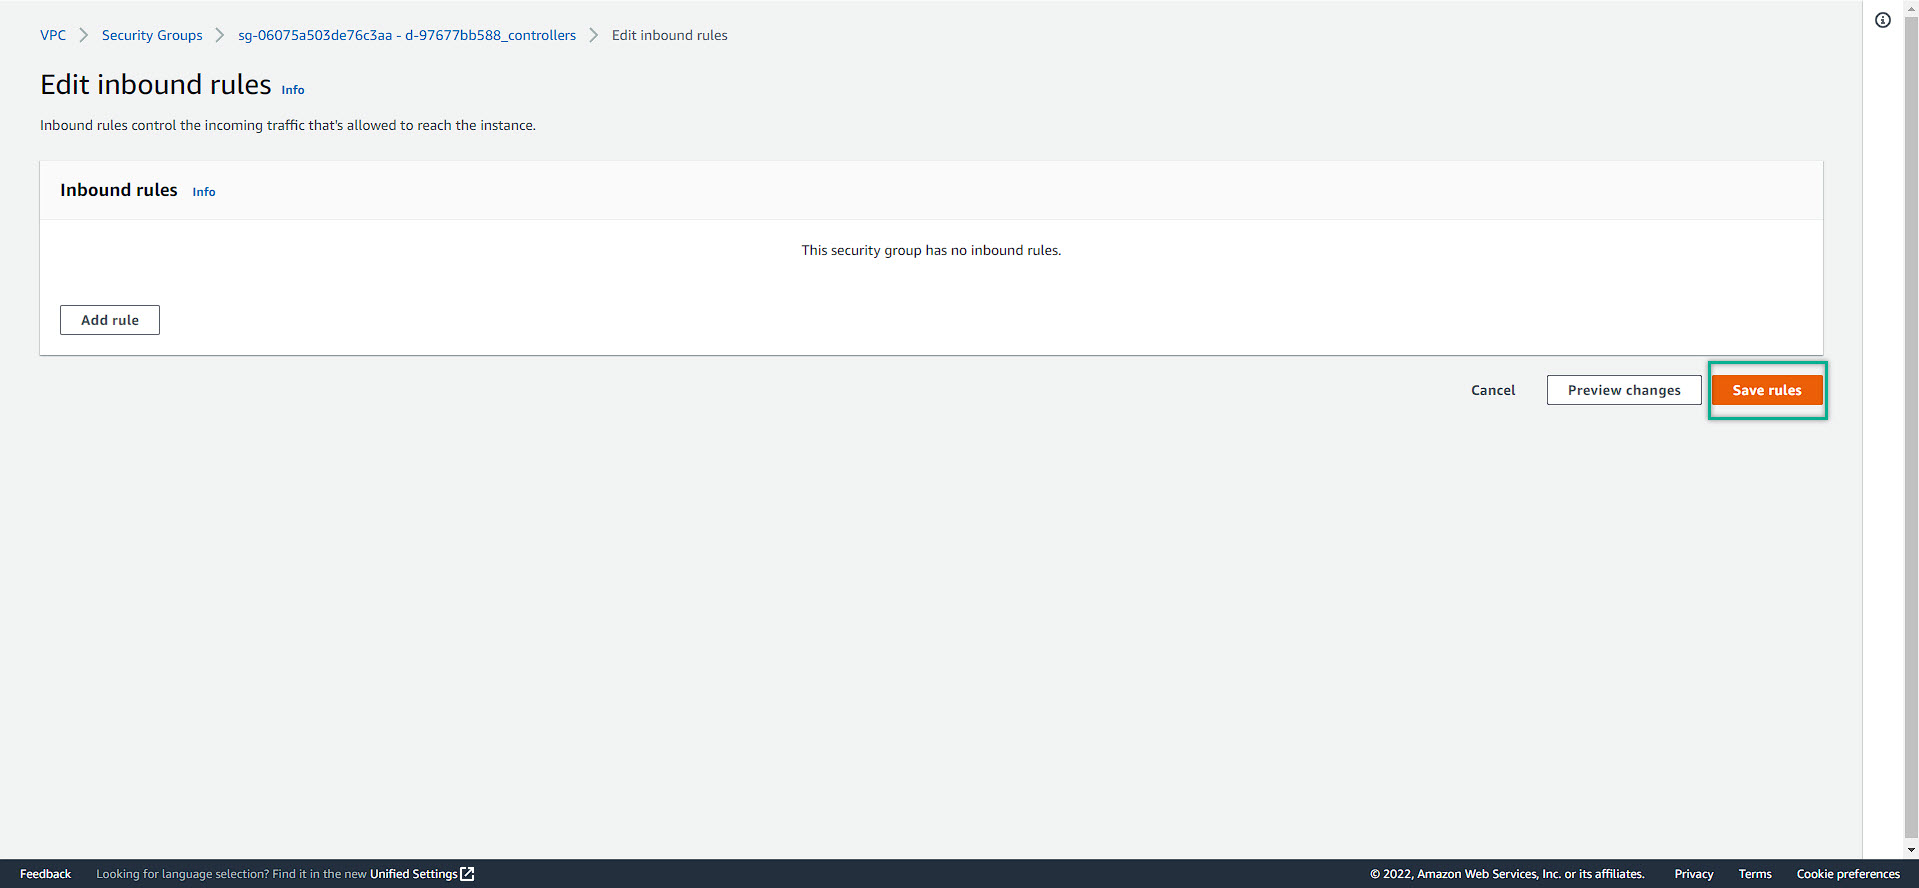 VPC > Security Groups > sg-06075a503de76c3aa - d-97677bb588_controllers > Edit inbound rules
Edit inbound rules Info
Inbound rules control the incoming traffic that's allowed to reach the instance.
Inbound rules Info
This security group has no inbound rules.
Add rule
Cancel Preview changes Save rules
Feedback Looking for language selection? Find it in the new Unified Settings © 2022, Amazon Web Services, Inc. or its affiliates. Privacy Terms Cookie preferences